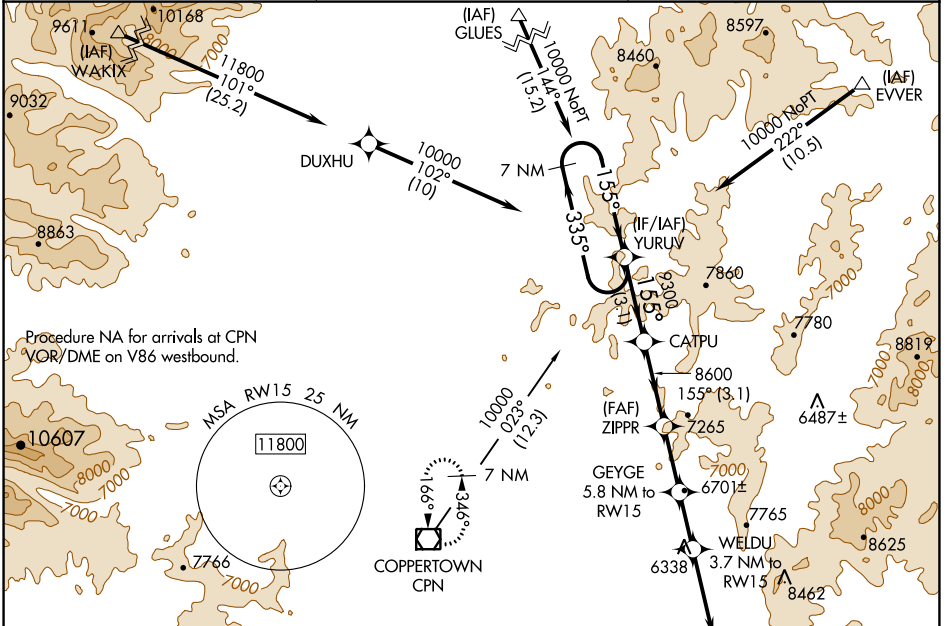 9611
10168
(IAF)
WAKIX
8000
7000
11800
101°
(25.2)
(IAF)
GLUES
10000 NoPT
144°
(15.2)
8460
8597
(IAF)
EVVER
10000 NoPT
222°
(10.5)
9032
DUXHU
10000
102°
(10)
7 NM
155°
335°
(IF/IAF)
YURUV
9300
155°
(3.1)
8863
7860
7000
7780
8819
7000
8000
CATPU
Procedure NA for arrivals at CPN
VOR/DME on V86 westbound.
8600
155° (3.1)
(FAF)
ZIPPR
7265
6487±
MSA RW15 25 NM
11800
10607
8000
7000
7000
10000
023°
(12.3)
7 NM
166°
346°
COPPERTOWN
CPN
GEYGE
5.8 NM to
RW15
6701±
7000
7765
8000
8625
WELDU
3.7 NM to
RW15
6338
8462
7766
7000